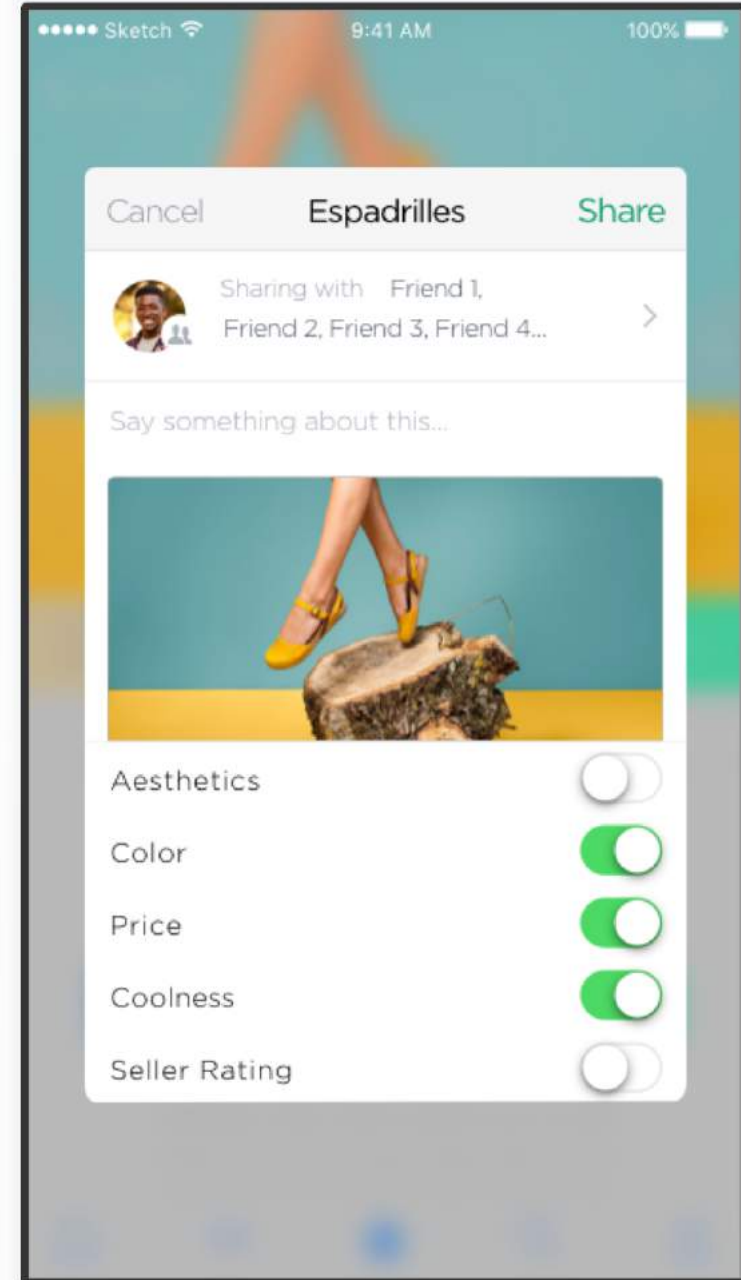 Sketch 9:41 AM 100%
Cancel Espadrilles Share
Sharing with Friend 1,
Friend 2, Friend 3, Friend 4...
Say something about this...
Aesthetics
Color
Price
Coolness
Seller Rating